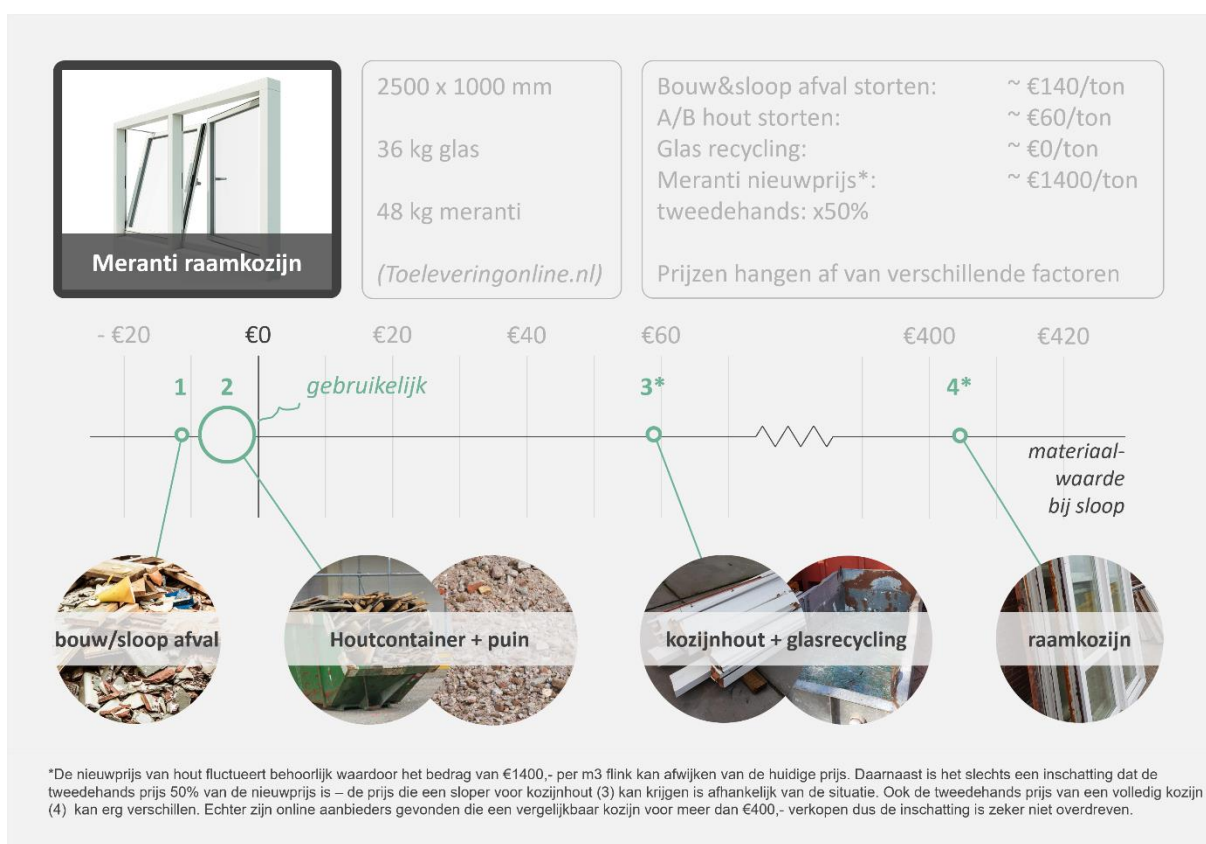 Meranti raamkozijn
2500 x 1000 mm
36 kg glas
48 kg meranti
(Toeleveringonline.nl)
Bouw&sloop afval storten: ~ €140/ton
A/B hout storten: ~ €60/ton
Glas recycling: ~ €0/ton
Meranti nieuwprijs*: ~ €1400/ton
tweedehands: x50%
Prijzen hangen af van verschillende factoren
- €20 €0 €20 €40 €60 €400 €420
1 2 gebruikelijk 3* 4*
materiaal-
waarde
bij sloop
bouw/sloop afval
Houtcontainer + puin
kozijnhout + glasrecycling
raamkozijn
*De nieuwprijs van hout fluctueert behoorlijk waardoor het bedrag van €1400,- per m3 flink kan afwijken van de huidige prijs. Daarnaast is het slechts een inschatting dat de
tweedehands prijs 50% van de nieuwprijs is – de prijs die een sloper voor kozijnhout (3) kan krijgen is afhankelijk van de situatie. Ook de tweedehands prijs van een volledig kozijn
(4) kan erg verschillen. Echter zijn online aanbieders gevonden die een vergelijkbaar kozijn voor meer dan €400,- verkopen dus de inschatting is zeker niet overdreven.